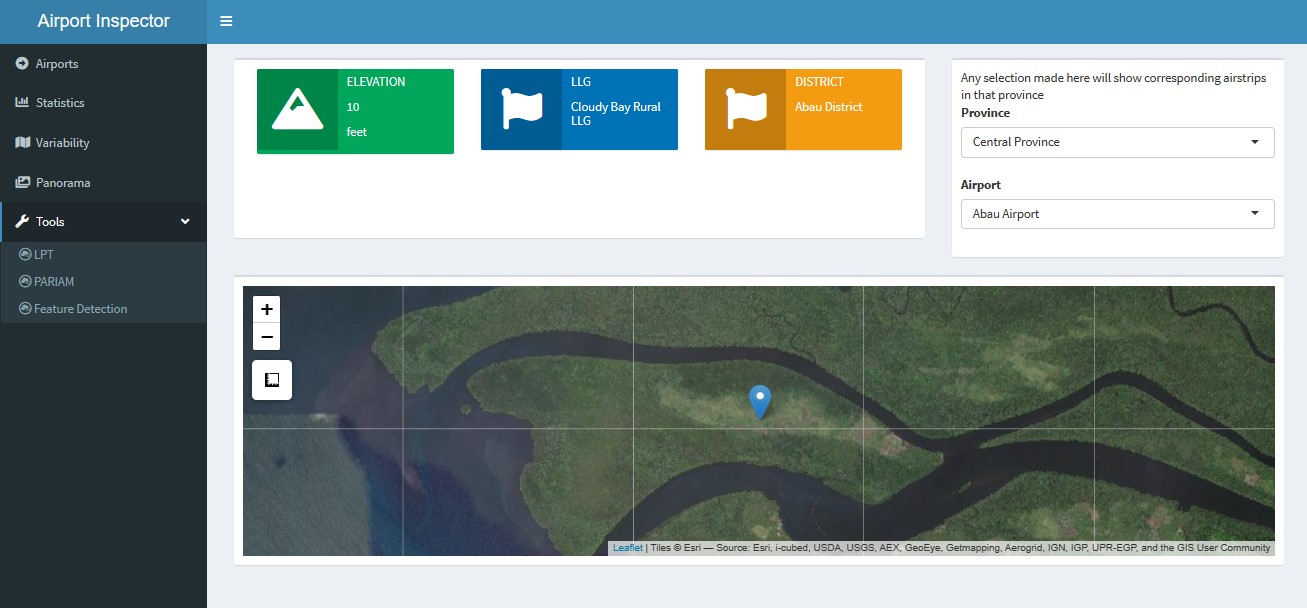 Airport Inspector
Airports
Statistics
Variability
Panorama
Tools
LPT
PARIAM
Feature Detection
ELEVATION
10
feet
LLG
Cloudy Bay Rural
LLG
DISTRICT
Abau District
Any selection made here will show corresponding airstrips
in that province
Province
Central Province
Airport
Abau Airport
+
−
Leaflet | Tiles © Esri — Source: Esri, i-cubed, USDA, USGS, AEX, GeoEye, Getmapping, Aerogrid, IGN, IGP, UPR-EGP, and the GIS User Community